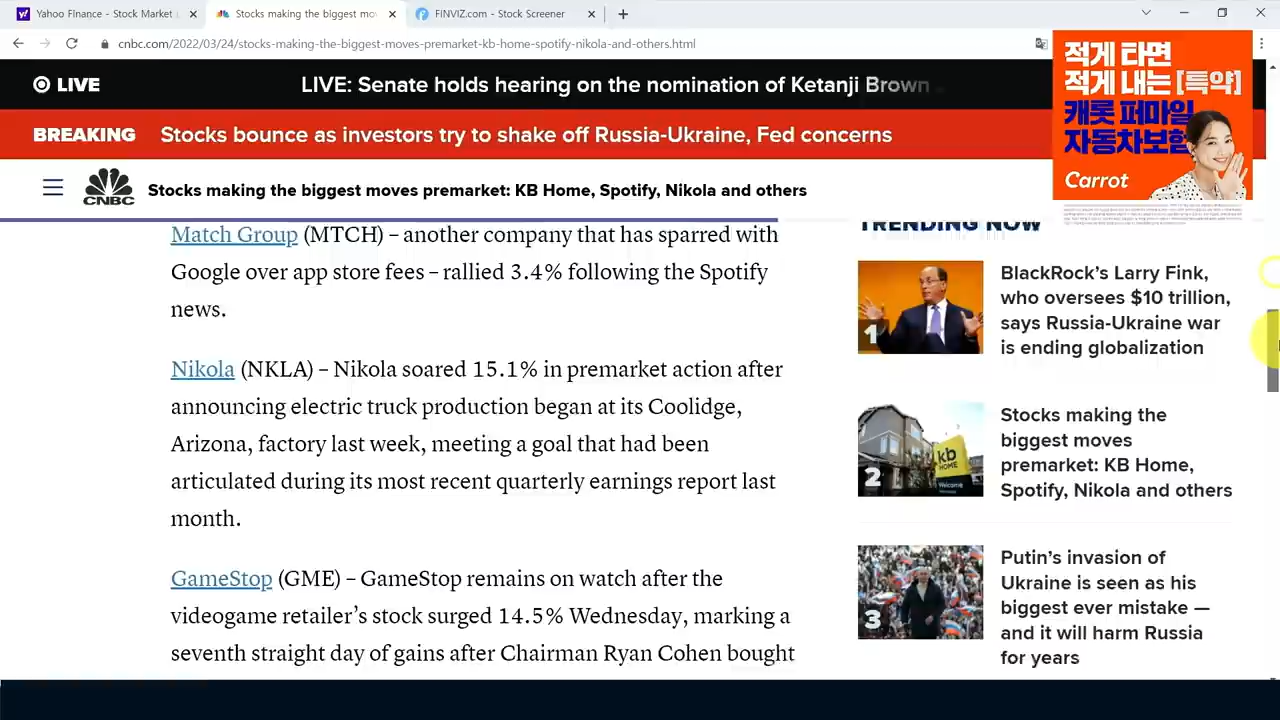 Yahoo Finance - Stock Market
Stocks making the biggest mo
FINVIZ.com - Stock Screener
cnbc.com/2022/03/24/stocks-making-the-biggest-moves-premarket-kb-home-spotify-nikola-and-others.html
LIVE
LIVE: Senate holds hearing on the nomination of Ketanji Brown
BREAKING
Stocks bounce as investors try to shake off Russia-Ukraine, Fed concerns
CNBC
Stocks making the biggest moves premarket: KB Home, Spotify, Nikola and others
적게 타면
적게 내는 [특약]
캐롯 퍼마일
자동차보험
Carrot
Match Group (MTCH) – another company that has sparred with
Google over app store fees – rallied 3.4% following the Spotify
news.
Nikola (NKLA) – Nikola soared 15.1% in premarket action after
announcing electric truck production began at its Coolidge,
Arizona, factory last week, meeting a goal that had been
articulated during its most recent quarterly earnings report last
month.
GameStop (GME) – GameStop remains on watch after the
videogame retailer’s stock surged 14.5% Wednesday, marking a
seventh straight day of gains after Chairman Ryan Cohen bought
TRENDING NOW
1
BlackRock’s Larry Fink,
who oversees $10 trillion,
says Russia-Ukraine war
is ending globalization
kb
HOME
Welcome
2
Stocks making the
biggest moves
premarket: KB Home,
Spotify, Nikola and others
3
Putin’s invasion of
Ukraine is seen as his
biggest ever mistake —
and it will harm Russia
for years